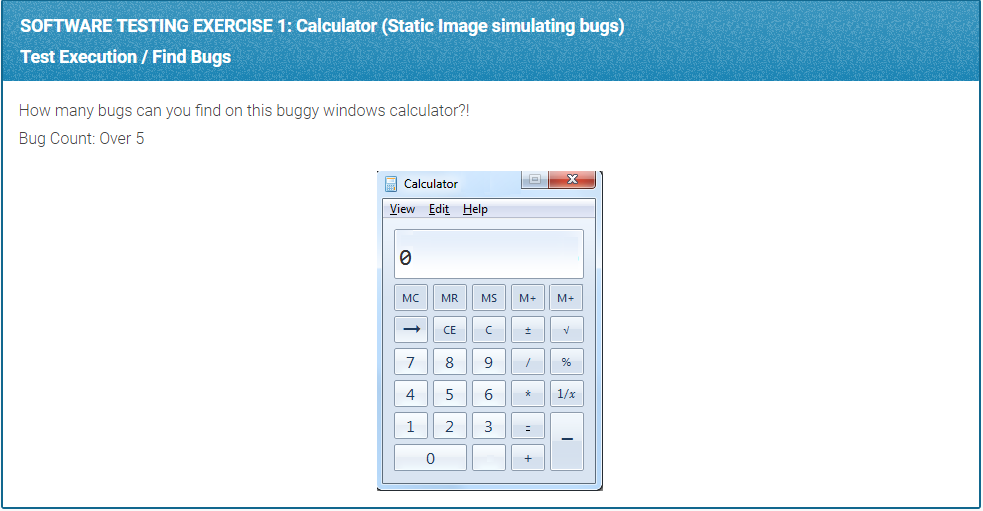 SOFTWARE TESTING EXERCISE 1: Calculator (Static Image simulating bugs)
Test Execution / Find Bugs
How many bugs can you find on this buggy windows calculator?!
Bug Count: Over 5
Calculator
View Edit Help
0
MC MR MS M+ M+
→ CE C ± √
7 8 9 / %
4 5 6 * 1/x
1 2 3 = −
0 +